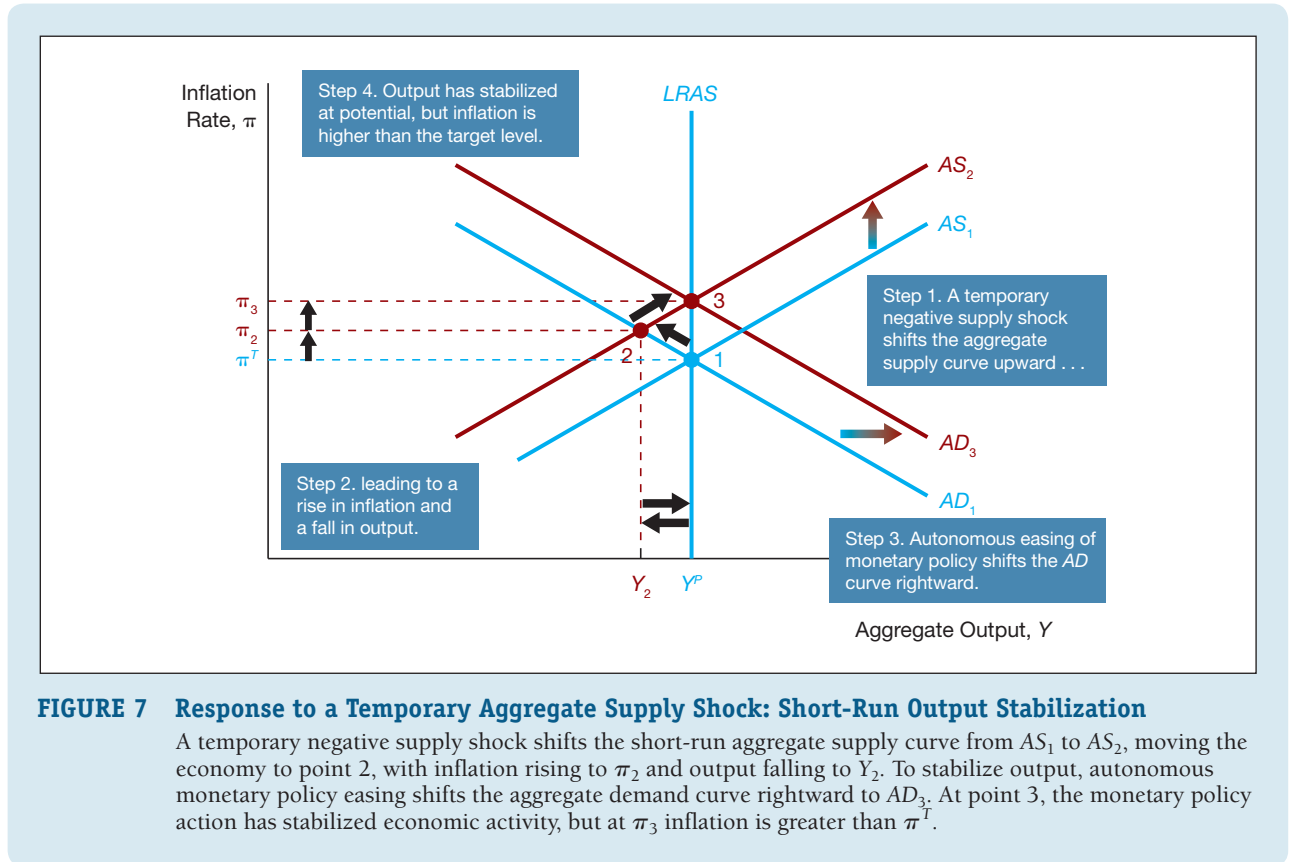 Inflation
Rate, π
Step 4. Output has stabilized
at potential, but inflation is
higher than the target level.
LRAS
AS₂
AS₁
π₃
π₂
πᵀ
3
2
1
Step 1. A temporary
negative supply shock
shifts the aggregate
supply curve upward . . .
AD₃
AD₁
Step 2. leading to a
rise in inflation and
a fall in output.
Step 3. Autonomous easing of
monetary policy shifts the AD
curve rightward.
Y₂
Yᴾ
Aggregate Output, Y
FIGURE 7 Response to a Temporary Aggregate Supply Shock: Short-Run Output Stabilization
A temporary negative supply shock shifts the short-run aggregate supply curve from AS₁ to AS₂, moving the
economy to point 2, with inflation rising to π₂ and output falling to Y₂. To stabilize output, autonomous
monetary policy easing shifts the aggregate demand curve rightward to AD₃. At point 3, the monetary policy
action has stabilized economic activity, but at π₃ inflation is greater than πᵀ.